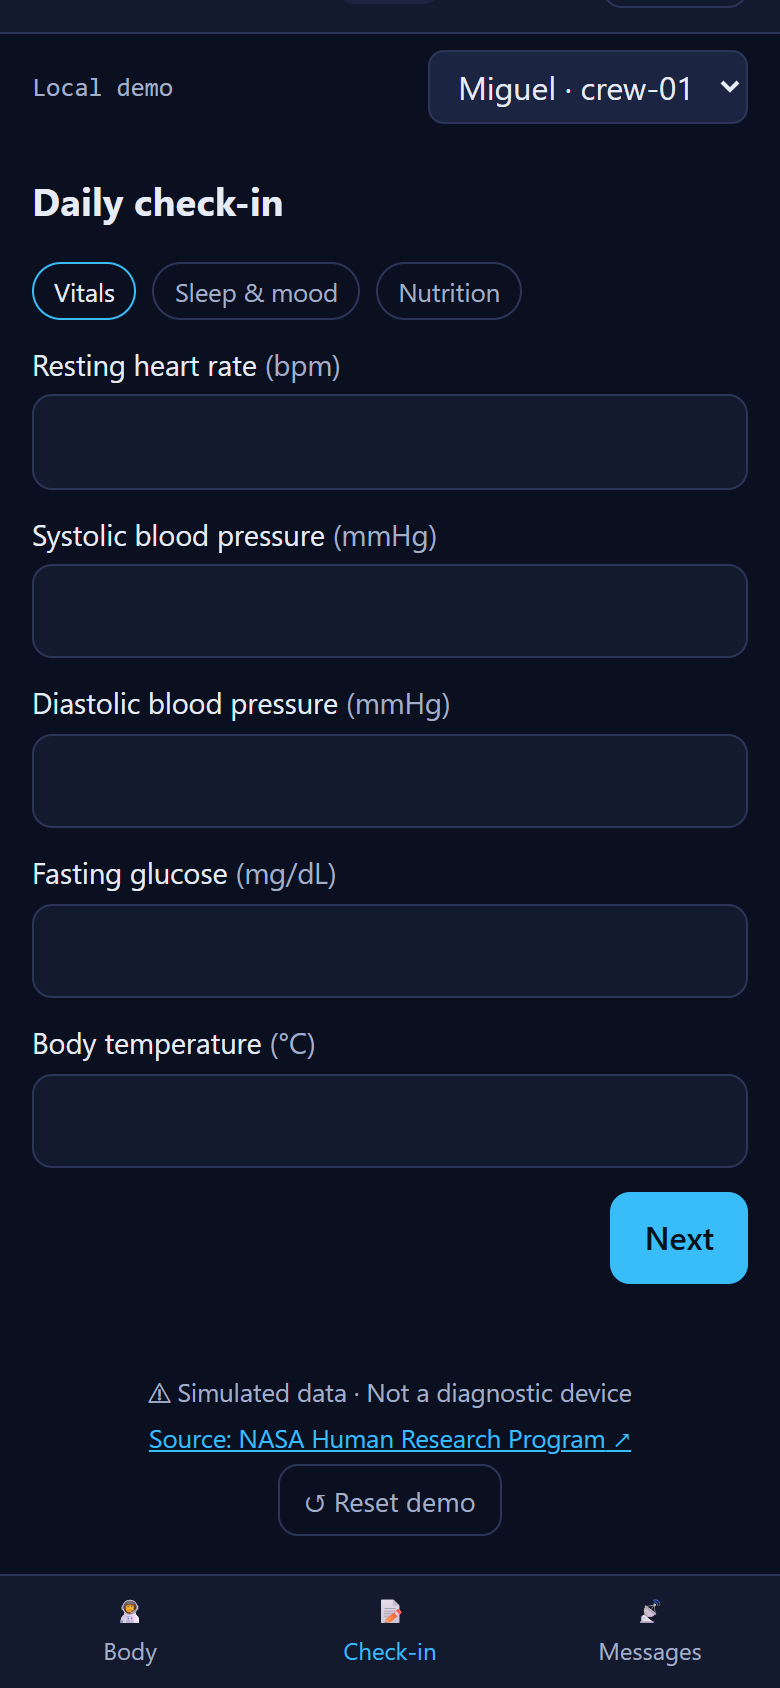 Local demo
Miguel · crew-01
Daily check-in
Vitals
Sleep & mood
Nutrition
Resting heart rate (bpm)
Systolic blood pressure (mmHg)
Diastolic blood pressure (mmHg)
Fasting glucose (mg/dL)
Body temperature (°C)
Next
⚠ Simulated data · Not a diagnostic device
Source: NASA Human Research Program ↗
↺ Reset demo
Body
Check-in
Messages